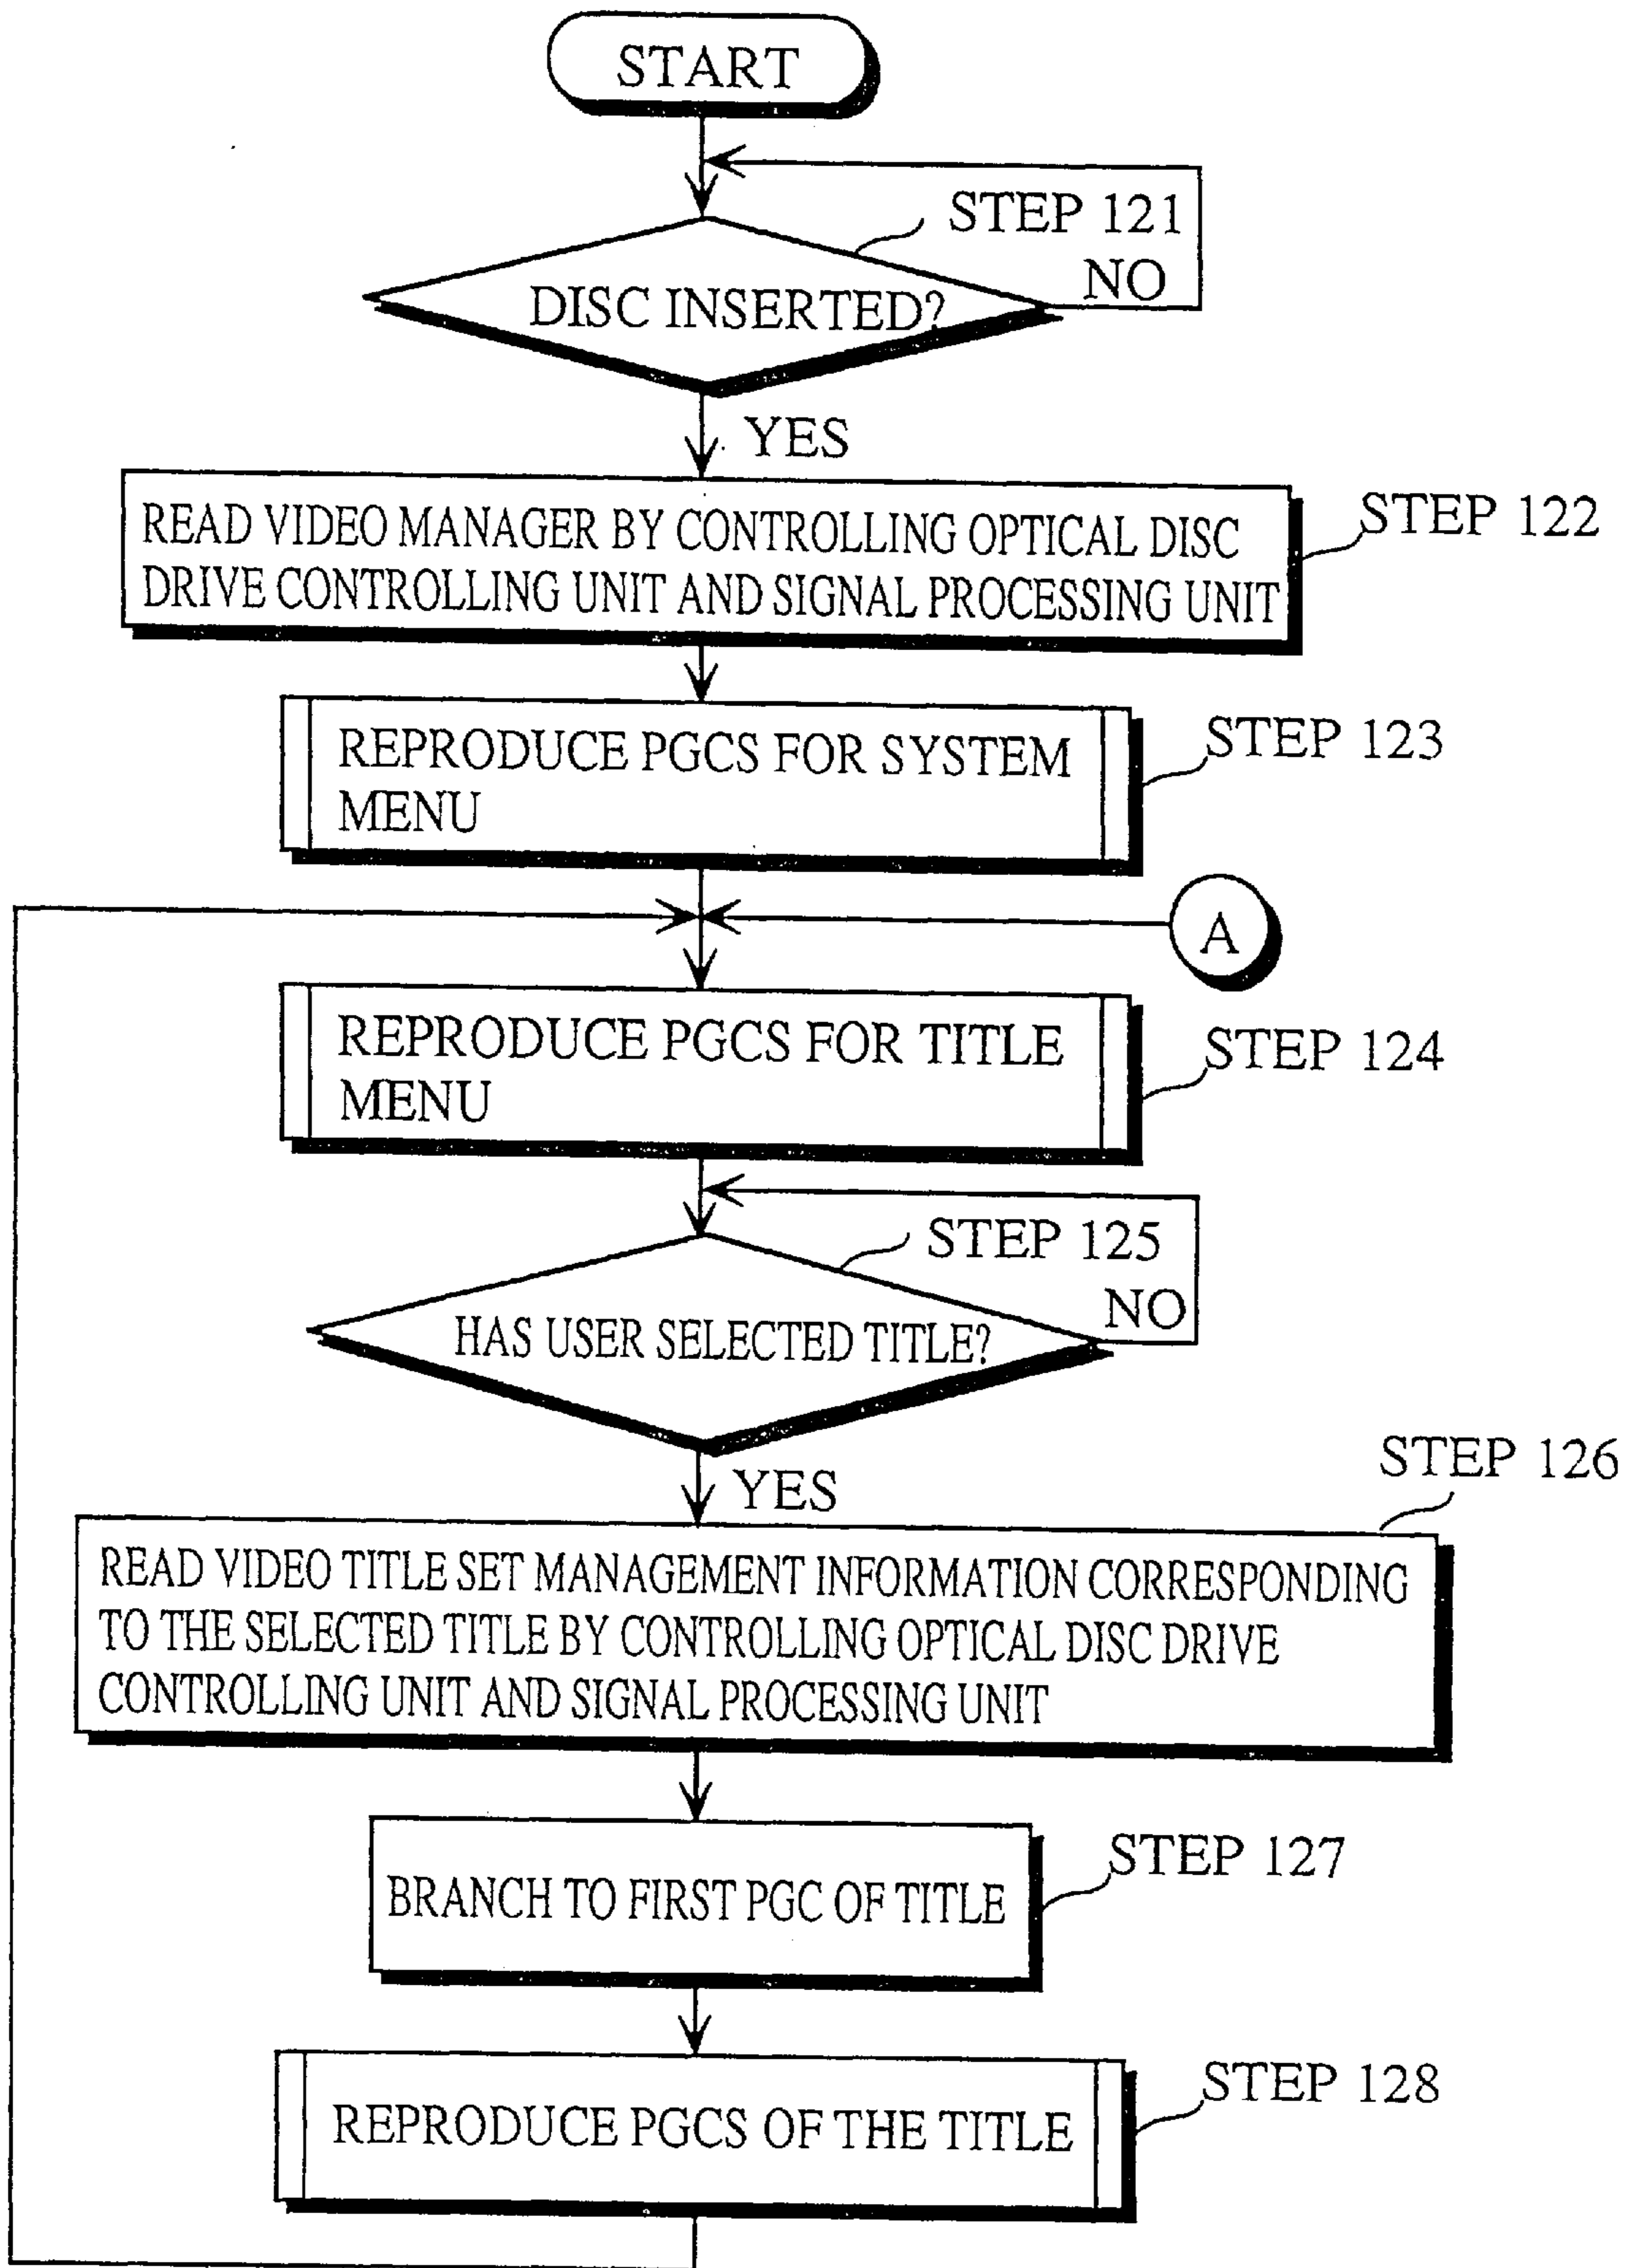 START
STEP 121
NO
DISC INSERTED?
YES
READ VIDEO MANAGER BY CONTROLLING OPTICAL DISC
DRIVE CONTROLLING UNIT AND SIGNAL PROCESSING UNIT
STEP 122
REPRODUCE PGCS FOR SYSTEM
MENU
STEP 123
A
REPRODUCE PGCS FOR TITLE
MENU
STEP 124
STEP 125
NO
HAS USER SELECTED TITLE?
YES
STEP 126
READ VIDEO TITLE SET MANAGEMENT INFORMATION CORRESPONDING
TO THE SELECTED TITLE BY CONTROLLING OPTICAL DISC DRIVE
CONTROLLING UNIT AND SIGNAL PROCESSING UNIT
BRANCH TO FIRST PGC OF TITLE
STEP 127
REPRODUCE PGCS OF THE TITLE
STEP 128